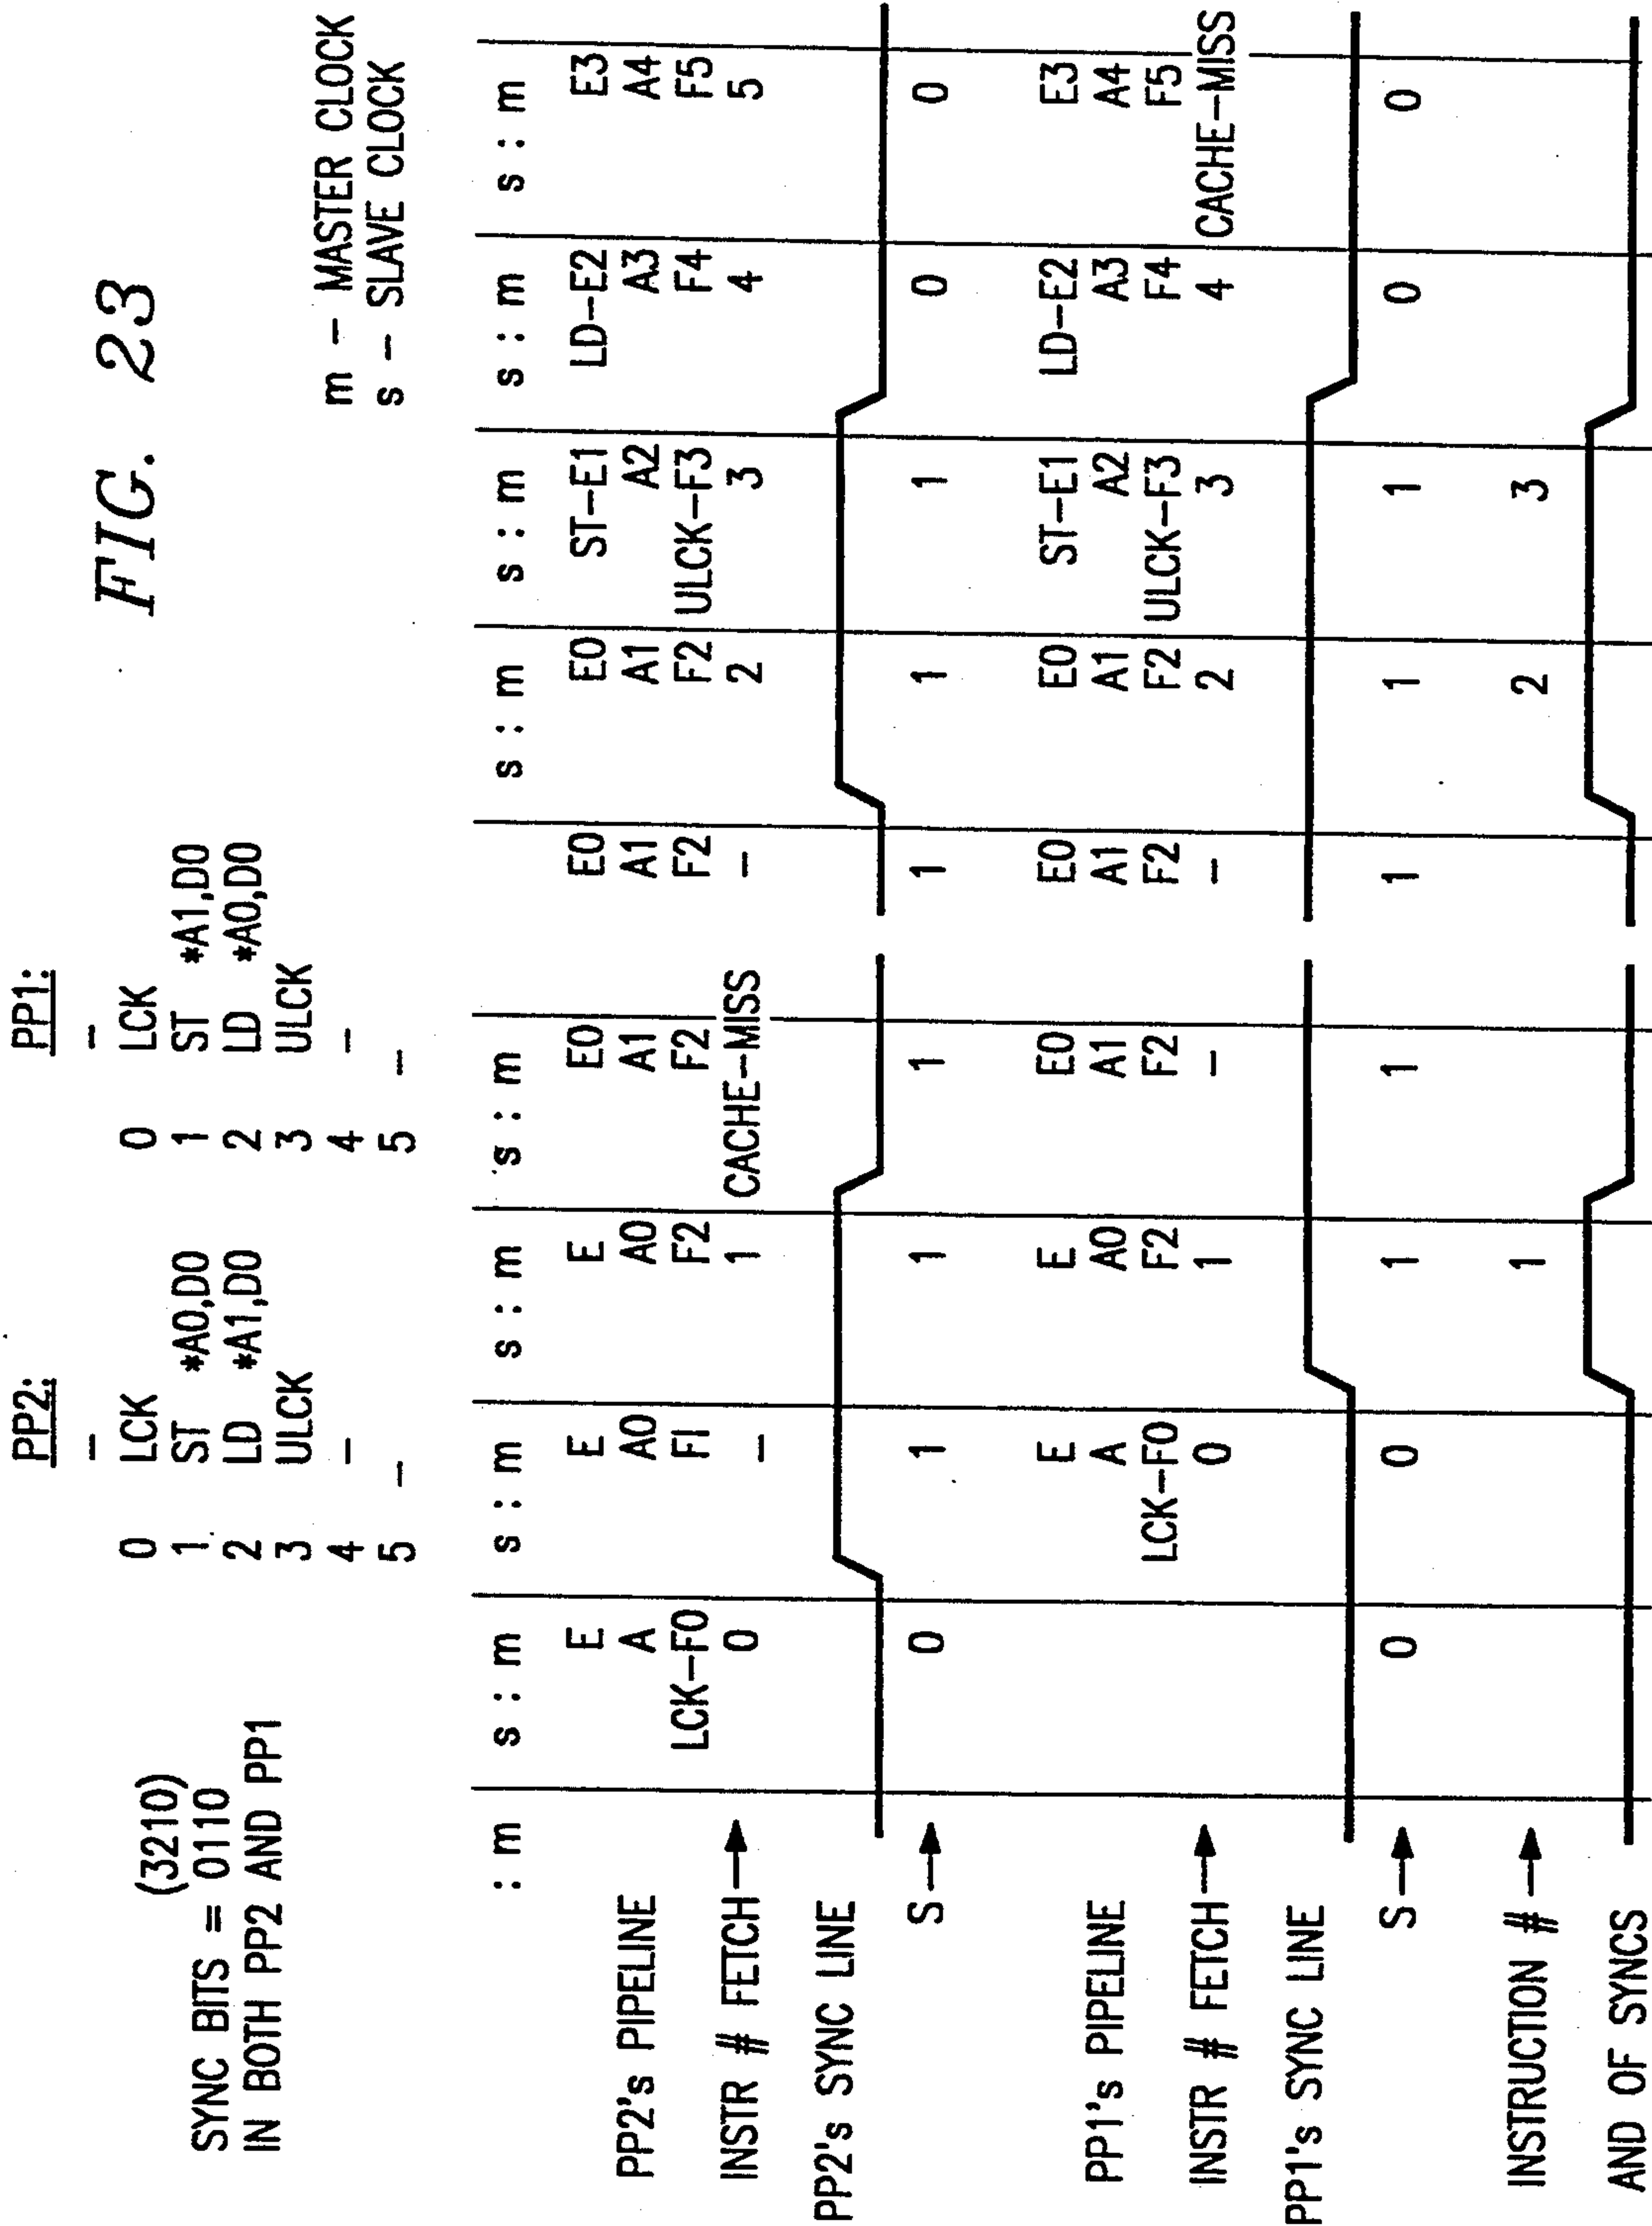 FIG. 23
PP2: PP1:
– –
(3210) 0 LCK 0 LCK
SYNC BITS = 0110 1 ST *A0,D0 1 ST *A1,D0
IN BOTH PP2 AND PP1 2 LD *A1,D0 2 LD *A0,D0
3 ULCK 3 ULCK
4 – 4 –
5 – 5 –
m – MASTER CLOCK
s – SLAVE CLOCK
: m s : m s : m s : m s : m s : m s : m s : m s : m
E E E E0 E0 E0 ST–E1 LD–E2 E3
PP2's PIPELINE A A0 A0 A1 A1 A1 A2 A3 A4
LCK–F0 FI F2 F2 F2 F2 ULCK–F3 F4 F5
INSTR # FETCH 0 – 1 CACHE–MISS – 2 3 4 5
PP2's SYNC LINE
S 0 1 1 1 1 1 1 0 0
E E E0 E0 E0 ST–E1 LD–E2 E3
PP1's PIPELINE A A0 A1 A1 A1 A2 A3 A4
LCK–F0 F2 F2 F2 F2 ULCK–F3 F4 F5
INSTR # FETCH 0 1 – – 2 3 4 CACHE–MISS
PP1's SYNC LINE
S 0 0 1 1 1 1 1 0 0
INSTRUCTION # 1 2 3
AND OF SYNCS